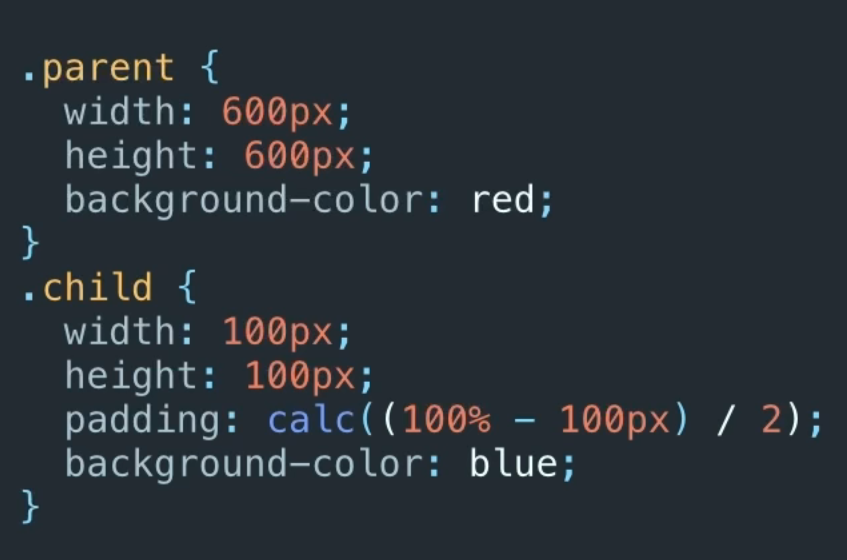 .parent {
  width: 600px;
  height: 600px;
  background-color: red;
}
.child {
  width: 100px;
  height: 100px;
  padding: calc((100% - 100px) / 2);
  background-color: blue;
}